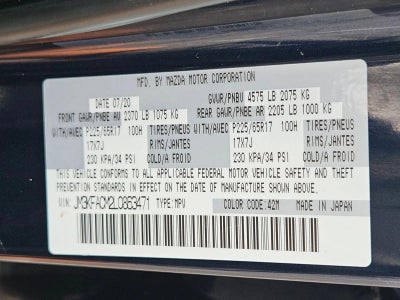 MFD. BY MAZDA MOTOR CORPORATION
DATE 07/20 GVWR/PNBV 4575 LB 2075 KG
FRONT GAWR/PNBE AV 2370 LB 1075 KG REAR GAWR/PNBE AR 2205 LB 1000 KG
WITH/AVEC P225/65R17 100H TIRES/PNEUS WITH/AVEC P225/65R17 100H TIRES/PNEUS
17X7J RIMS/JANTES 17X7J RIMS/JANTES
230 KPA/34 PSI COLD/A FROID 230 KPA/34 PSI COLD/A FROID
THIS VEHICLE CONFORMS TO ALL APPLICABLE FEDERAL MOTOR VEHICLE SAFETY AND THEFT
PREVENTION STANDARDS IN EFFECT ON THE DATE OF MANUFACTURE SHOWN ABOVE.
VIN: JM3KFACM2L0853471 TYPE: MPV COLOR CODE: 42M MADE IN JAPAN